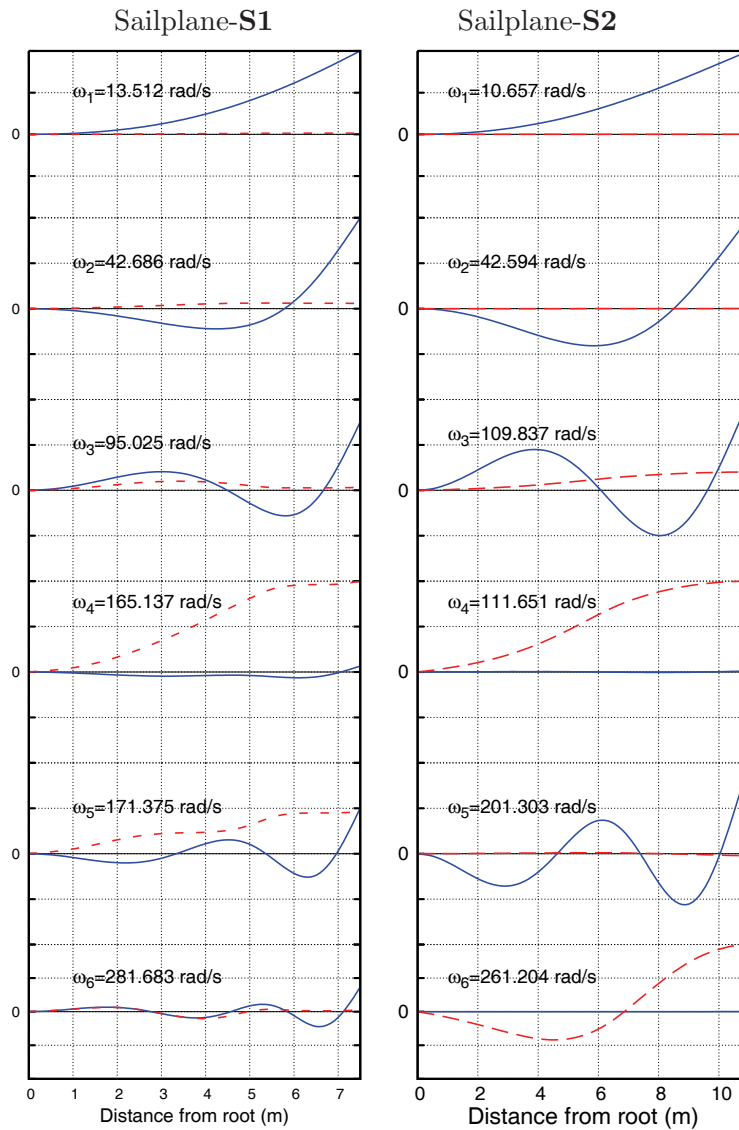 Sailplane-S1
ω1=13.512 rad/s
0
ω2=42.686 rad/s
0
ω3=95.025 rad/s
0
ω4=165.137 rad/s
0
ω5=171.375 rad/s
0
ω6=281.683 rad/s
0
0 1 2 3 4 5 6 7
Distance from root (m)
Sailplane-S2
ω1=10.657 rad/s
0
ω2=42.594 rad/s
0
ω3=109.837 rad/s
0
ω4=111.651 rad/s
0
ω5=201.303 rad/s
0
ω6=261.204 rad/s
0
0 2 4 6 8 10
Distance from root (m)